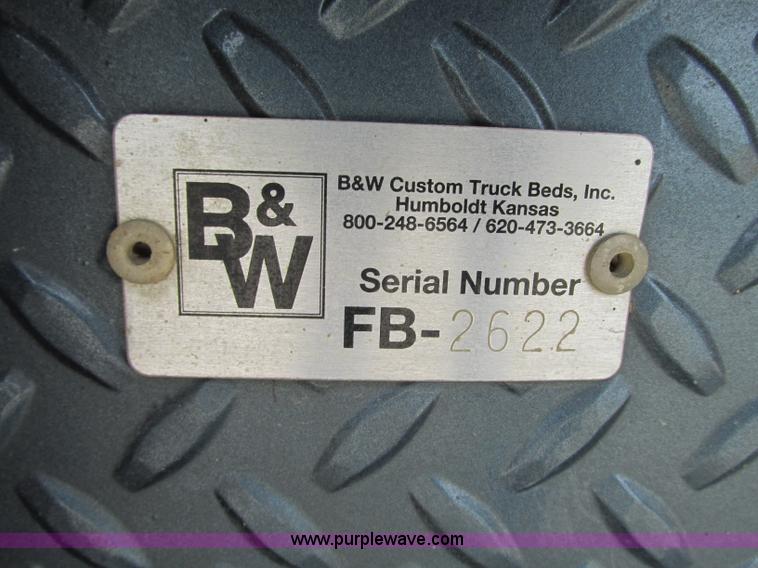 B&W
B&W Custom Truck Beds, Inc.
Humboldt Kansas
800-248-6564 / 620-473-3664
Serial Number
FB-2622
www.purplewave.com